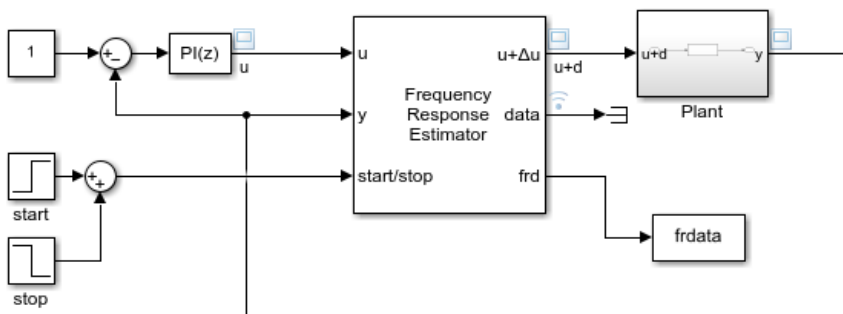 1
+
−
PI(z)
u
u
u+Δu
u+d
u+d
y
Plant
y
Frequency
Response
Estimator
data
+
+
start/stop
frd
start
frdata
stop